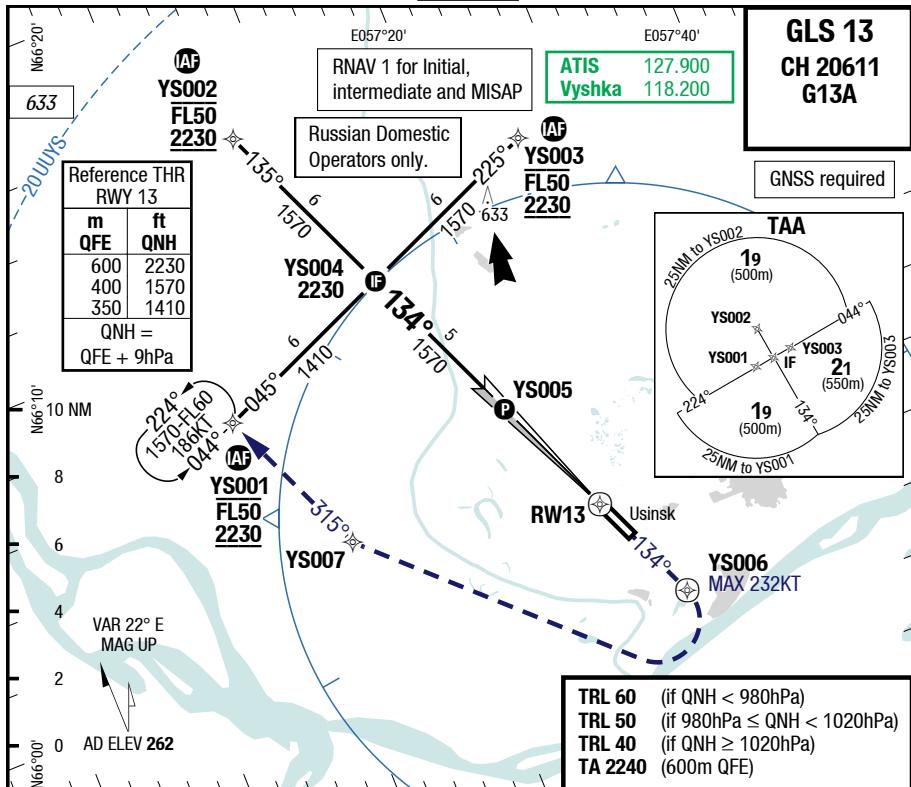 N66°20'
E057°20'
E057°40'
GLS 13
CH 20611
G13A
RNAV 1 for Initial,
intermediate and MISAP
ATIS 127.900
Vyshka 118.200
Russian Domestic
Operators only.
GNSS required
633
20 UUYS
IAF
YS002
FL50
2230
IAF
YS003
FL50
2230
135°
6
1570
225°
6
1570
633
Reference THR
RWY 13
m ft
QFE QNH
600 2230
400 1570
350 1410
QNH =
QFE + 9hPa
TAA
25NM to YS002
19
(500m)
YS002
044°
YS001
YS003
IF
21
(550m)
224°
134°
19
(500m)
25NM to YS003
25NM to YS001
YS004
2230
IF
134°
5
1570
6
045°
1410
N66°10'
10 NM
224°
1570-FL60
186KT
044°
IAF
YS001
FL50
2230
YS005
P
8
RW13
Usinsk
315°
6
YS007
134°
YS006
MAX 232KT
4
VAR 22° E
MAG UP
2
0
AD ELEV 262
N66°00'
TRL 60 (if QNH < 980hPa)
TRL 50 (if 980hPa ≤ QNH < 1020hPa)
TRL 40 (if QNH ≥ 1020hPa)
TA 2240 (600m QFE)